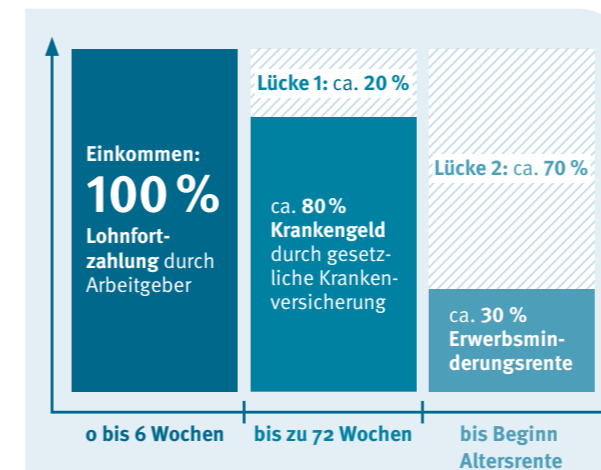 Einkommen:
100 %
Lohnfort-
zahlung durch
Arbeitgeber
Lücke 1: ca. 20 %
ca. 80 %
Krankengeld
durch gesetz-
liche Kranken-
versicherung
Lücke 2: ca. 70 %
ca. 30 %
Erwerbsmin-
derungsrente
0 bis 6 Wochen
bis zu 72 Wochen
bis Beginn
Altersrente